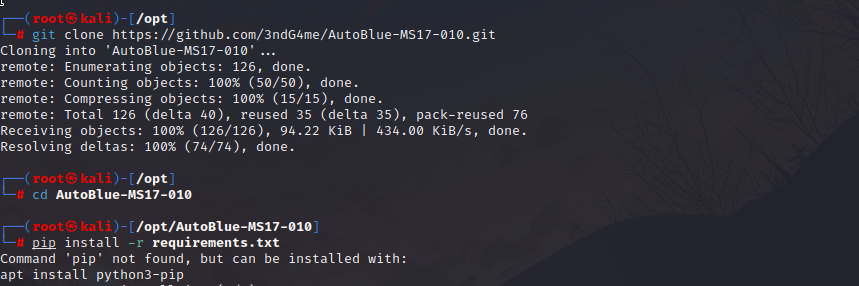 ┌──(root㉿kali)-[/opt]
└─# git clone https://github.com/3ndG4me/AutoBlue-MS17-010.git
Cloning into 'AutoBlue-MS17-010'...
remote: Enumerating objects: 126, done.
remote: Counting objects: 100% (50/50), done.
remote: Compressing objects: 100% (15/15), done.
remote: Total 126 (delta 40), reused 35 (delta 35), pack-reused 76
Receiving objects: 100% (126/126), 94.22 KiB | 434.00 KiB/s, done.
Resolving deltas: 100% (74/74), done.
┌──(root㉿kali)-[/opt]
└─# cd AutoBlue-MS17-010
┌──(root㉿kali)-[/opt/AutoBlue-MS17-010]
└─# pip install -r requirements.txt
Command 'pip' not found, but can be installed with:
apt install python3-pip